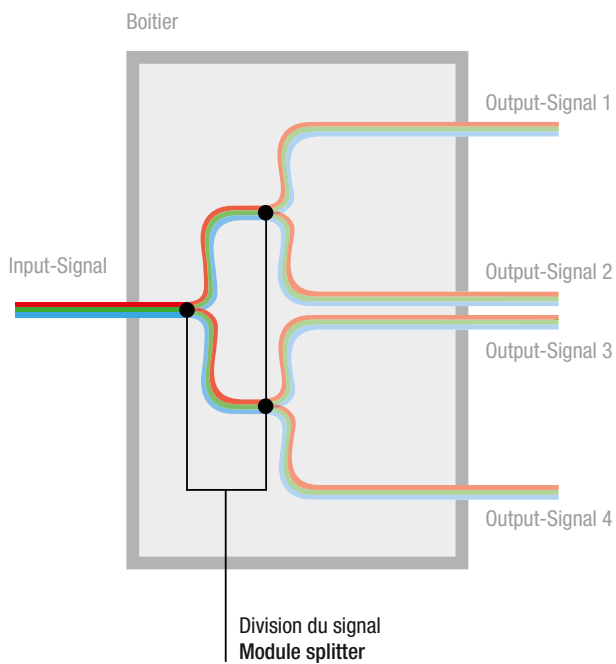 Boitier
Output-Signal 1
Input-Signal
Output-Signal 2
Output-Signal 3
Output-Signal 4
Division du signal
Module splitter